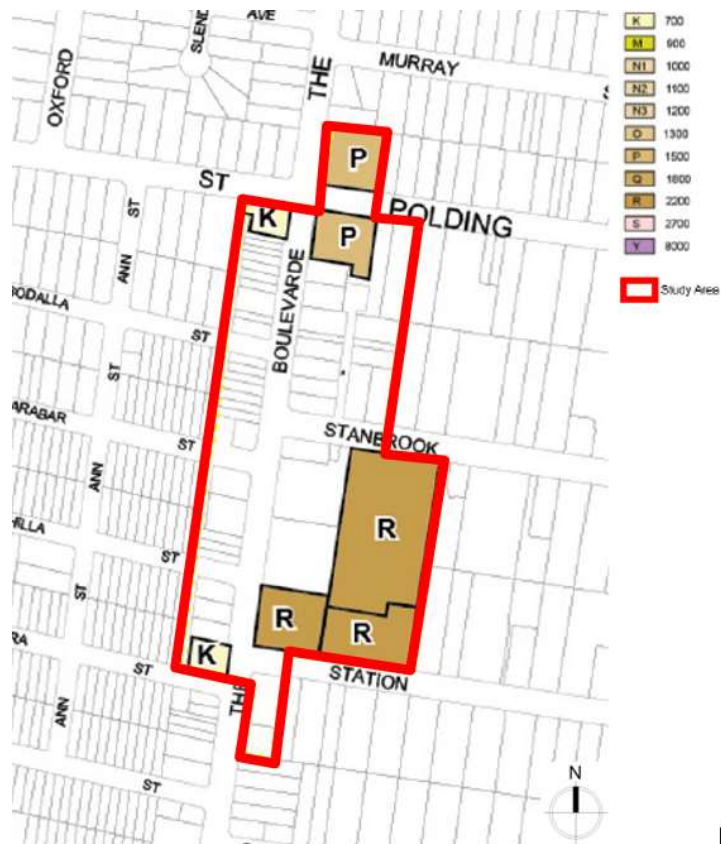 AVE
OXFORD
THE
MURRAY
ST
POLDING
ST
ANN
K
P
P
BOULEVARDE
ST
ST
STANBROOK
ST
ANN
R
ST
ST
R
R
K
ST
STATION
THE
ANN
ST
N
K 700
M 900
N1 1000
N2 1100
N3 1200
O 1300
P 1500
Q 1800
R 2200
S 2700
Y 8000
Study Area